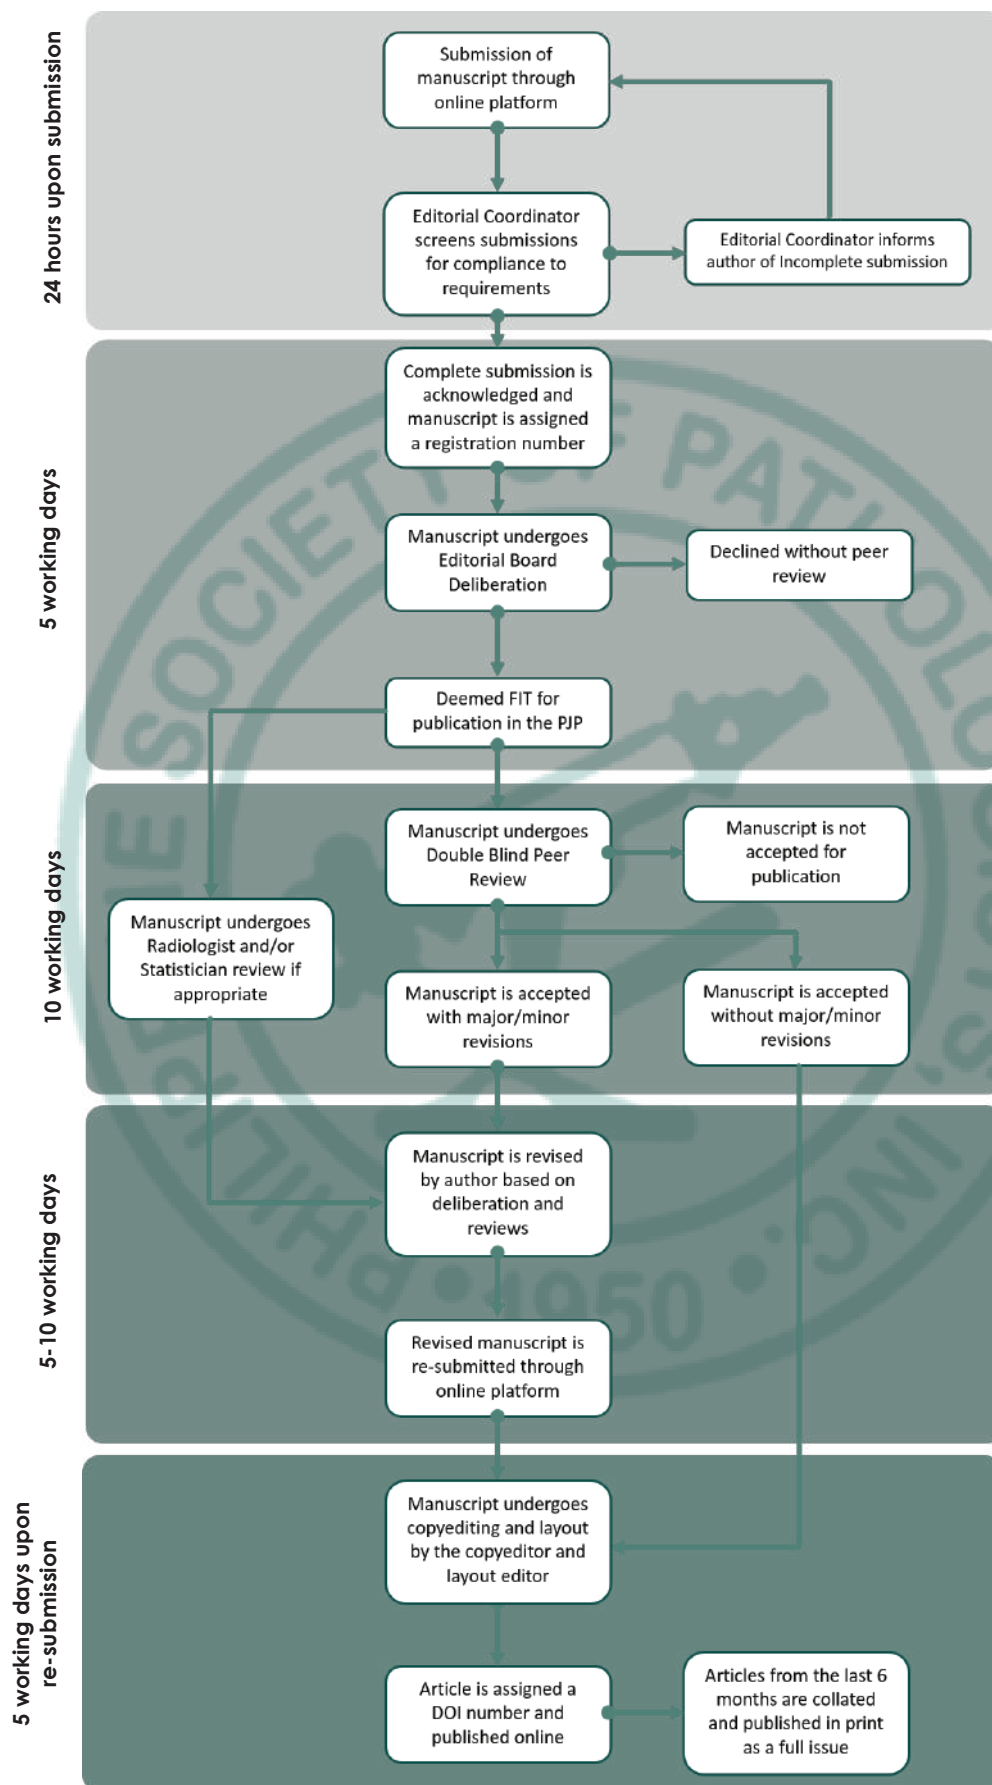 24 hours upon submission
Submission of
manuscript through
online platform
Editorial Coordinator
screens submissions
for compliance to
requirements
Editorial Coordinator informs
author of Incomplete submission
5 working days
Complete submission is
acknowledged and
manuscript is assigned
a registration number
Manuscript undergoes
Editorial Board
Deliberation
Declined without peer
review
Deemed FIT for
publication in the PJP
10 working days
Manuscript undergoes
Double Blind Peer
Review
Manuscript is not
accepted for
publication
Manuscript undergoes
Radiologist and/or
Statistician review if
appropriate
Manuscript is accepted
with major/minor
revisions
Manuscript is accepted
without major/minor
revisions
5-10 working days
Manuscript is revised
by author based on
deliberation and
reviews
Revised manuscript is
re-submitted through
online platform
5 working days upon
re-submission
Manuscript undergoes
copyediting and layout
by the copyeditor and
layout editor
Article is assigned a
DOI number and
published online
Articles from the last 6
months are collated
and published in print
as a full issue
PHILIPPINE SOCIETY OF PATHOLOGISTS, INC.
• 1950 •